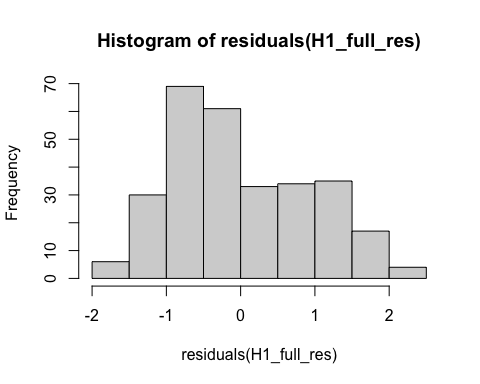 Histogram of residuals(H1_full_res)
Frequency
70
50
30
10
0
-2 -1 0 1 2
residuals(H1_full_res)